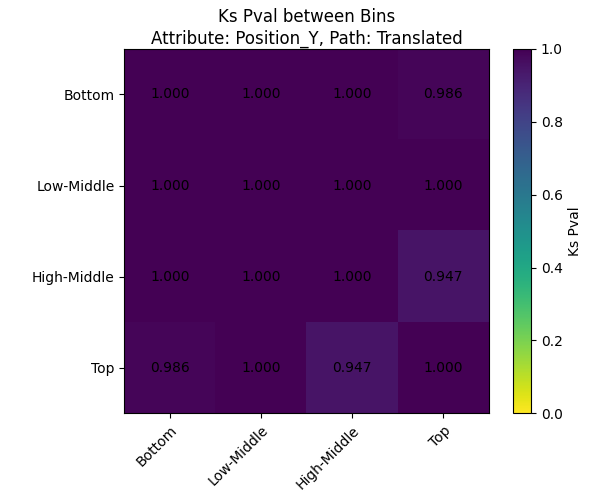 Ks Pval between Bins
Attribute: Position_Y, Path: Translated
Bottom 1.000 1.000 1.000 0.986
Low-Middle 1.000 1.000 1.000 1.000
High-Middle 1.000 1.000 1.000 0.947
Top 0.986 1.000 0.947 1.000
Bottom Low-Middle High-Middle Top
1.0
0.8
0.6
0.4
0.2
0.0
Ks Pval